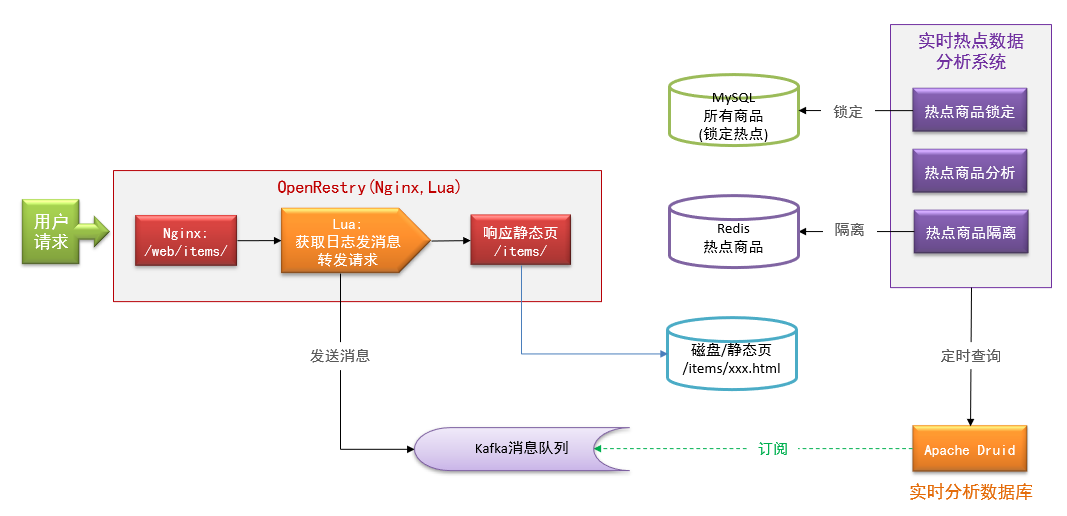 实时热点数据
分析系统
MySQL
所有商品
(锁定热点)
锁定
热点商品锁定
热点商品分析
OpenRestry(Nginx,Lua)
用户
请求
Nginx:
/web/items/
Lua:
获取日志发消息
转发请求
响应静态页
/items/
Redis
热点商品
隔离
热点商品隔离
发送消息
磁盘/静态页
/items/xxx.html
定时查询
Kafka消息队列
订阅
Apache Druid
实时分析数据库